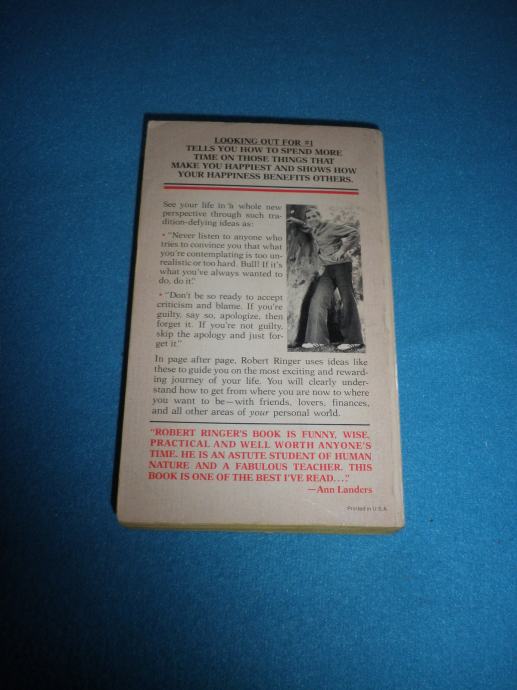 LOOKING OUT FOR #1
TELLS YOU HOW TO SPEND MORE
TIME ON THOSE THINGS THAT
MAKE YOU HAPPIEST AND SHOWS HOW
YOUR HAPPINESS BENEFITS OTHERS.
See your life in a whole new
perspective through such tra-
dition-defying ideas as:
• "Never listen to anyone who
tries to convince you that what
you're contemplating is too un-
realistic or too hard. Bull! If it's
what you've always wanted to
do, do it."
• "Don't be so ready to accept
criticism and blame. If you're
guilty, say so, apologize, then
forget it. If you're not guilty,
skip the apology and just for-
get it."
In page after page, Robert Ringer uses ideas like
these to guide you on the most exciting and reward-
ing journey of your life. You will clearly under-
stand how to get from where you are now to where
you want to be—with friends, lovers, finances,
and all other areas of your personal world.
"ROBERT RINGER'S BOOK IS FUNNY, WISE,
PRACTICAL AND WELL WORTH ANYONE'S
TIME. HE IS AN ASTUTE STUDENT OF HUMAN
NATURE AND A FABULOUS TEACHER. THIS
BOOK IS ONE OF THE BEST I'VE READ...."
—Ann Landers
Printed in U.S.A.